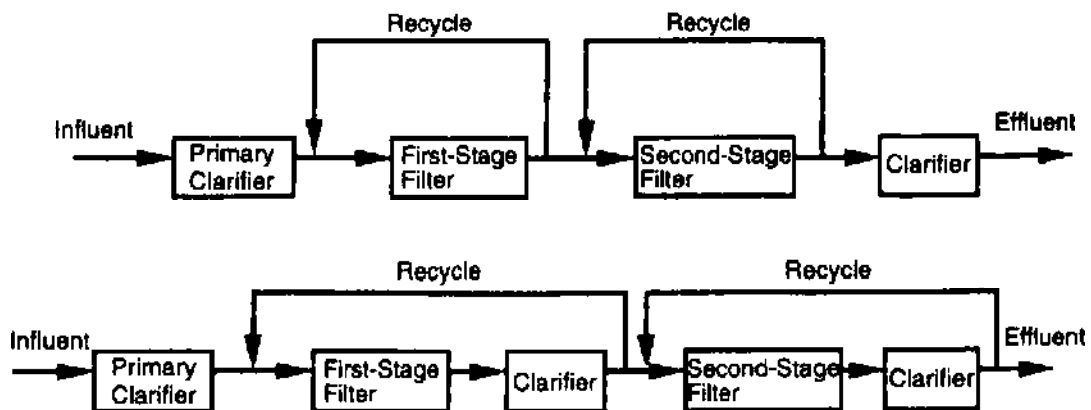 Recycle
Recycle
Influent
Primary
Clarifier
First-Stage
Filter
Second-Stage
Filter
Clarifier
Effluent
Recycle
Recycle
Influent
Primary
Clarifier
First-Stage
Filter
Clarifier
Second-Stage
Filter
Clarifier
Effluent